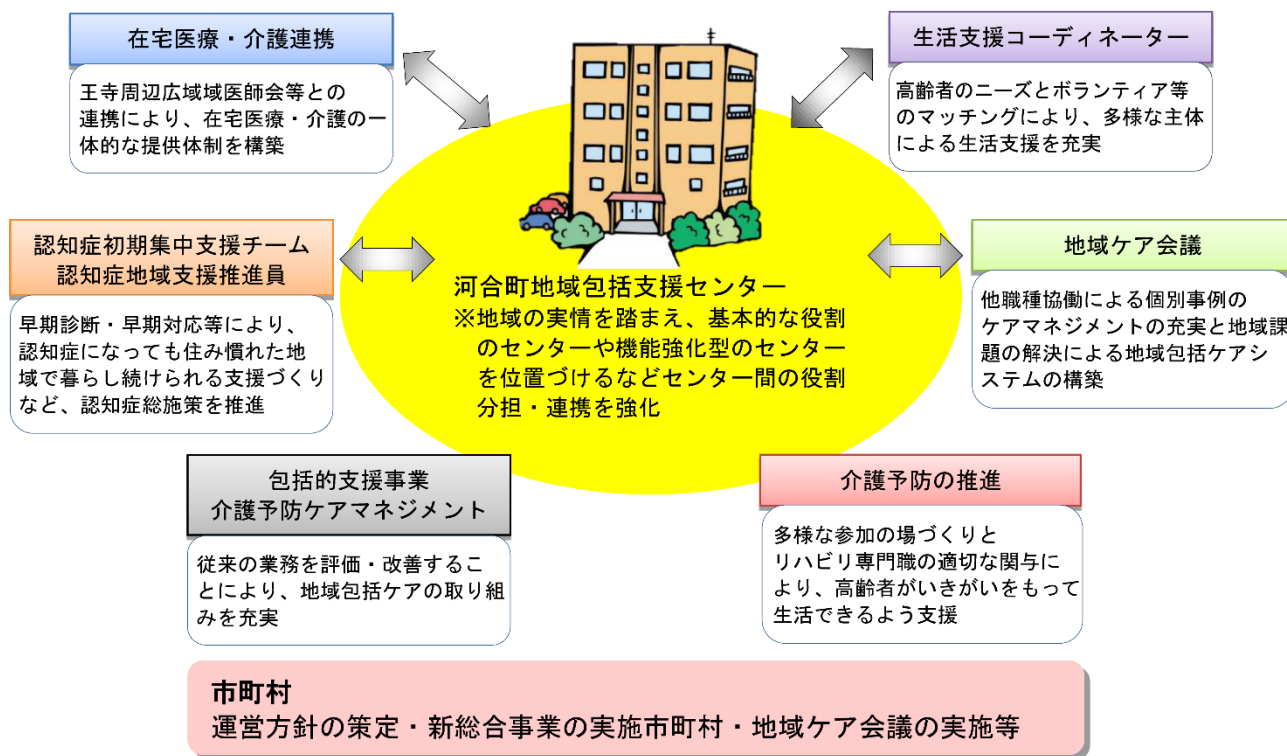 在宅医療・介護連携
王寺周辺広域域医師会等との
連携により、在宅医療・介護の一
体的な提供体制を構築
生活支援コーディネーター
高齢者のニーズとボランティア等
のマッチングにより、多様な主体
による生活支援を充実
認知症初期集中支援チーム
認知症地域支援推進員
早期診断・早期対応等により、
認知症になっても住み慣れた地
域で暮らし続けられる支援づくり
など、認知症総施策を推進
地域ケア会議
他職種協働による個別事例の
ケアマネジメントの充実と地域課
題の解決による地域包括ケアシ
ステムの構築
河合町地域包括支援センター
※地域の実情を踏まえ、基本的な役割
のセンターや機能強化型のセンター
を位置づけるなどセンター間の役割
分担・連携を強化
包括的支援事業
介護予防ケアマネジメント
従来の業務を評価・改善するこ
とにより、地域包括ケアの取り組
みを充実
介護予防の推進
多様な参加の場づくりと
リハビリ専門職の適切な関与に
より、高齢者がいきがいをもって
生活できるよう支援
市町村
運営方針の策定・新総合事業の実施市町村・地域ケア会議の実施等